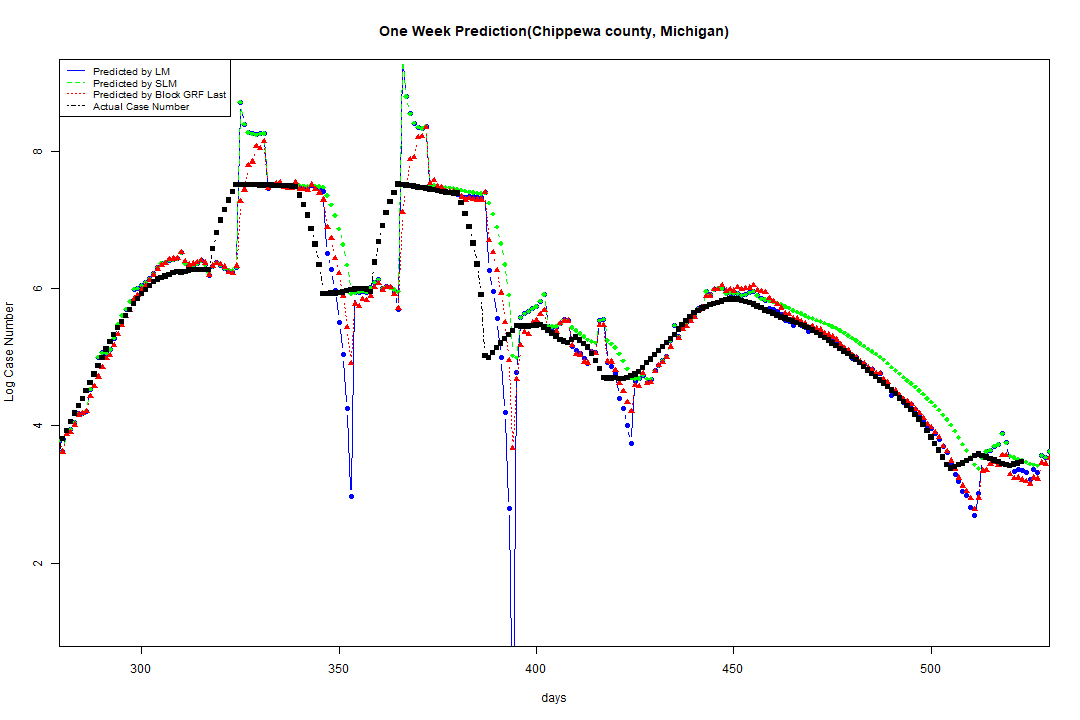 One Week Prediction(Chippewa county, Michigan)
Predicted by LM
Predicted by SLM
Predicted by Block GRF Last
Actual Case Number
8
6
4
2
Log Case Number
300 350 400 450 500
days